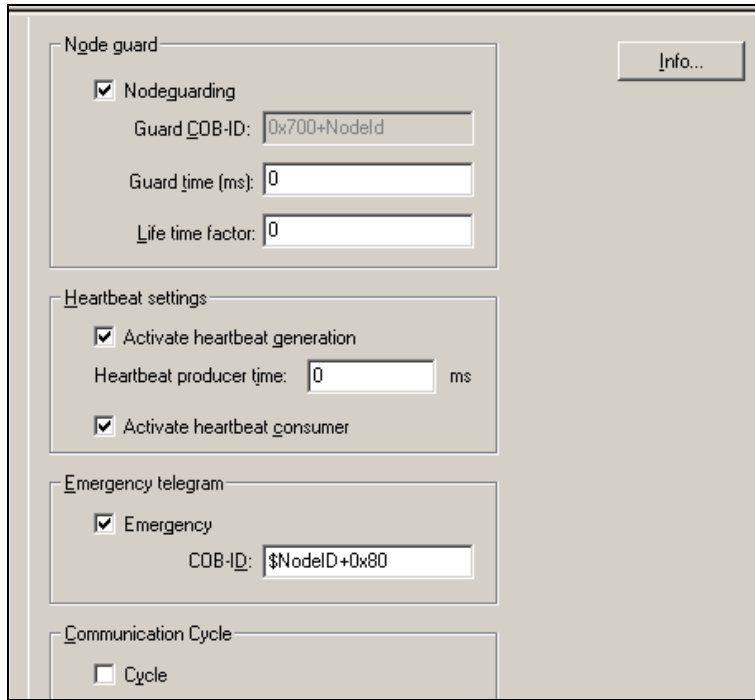 Node guard
Info...
Nodeguarding
Guard COB-ID: 0x700+NodeId
Guard time (ms): 0
Life time factor: 0
Heartbeat settings
Activate heartbeat generation
Heartbeat producer time: 0 ms
Activate heartbeat consumer
Emergency telegram
Emergency
COB-ID: $NodeID+0x80
Communication Cycle
Cycle